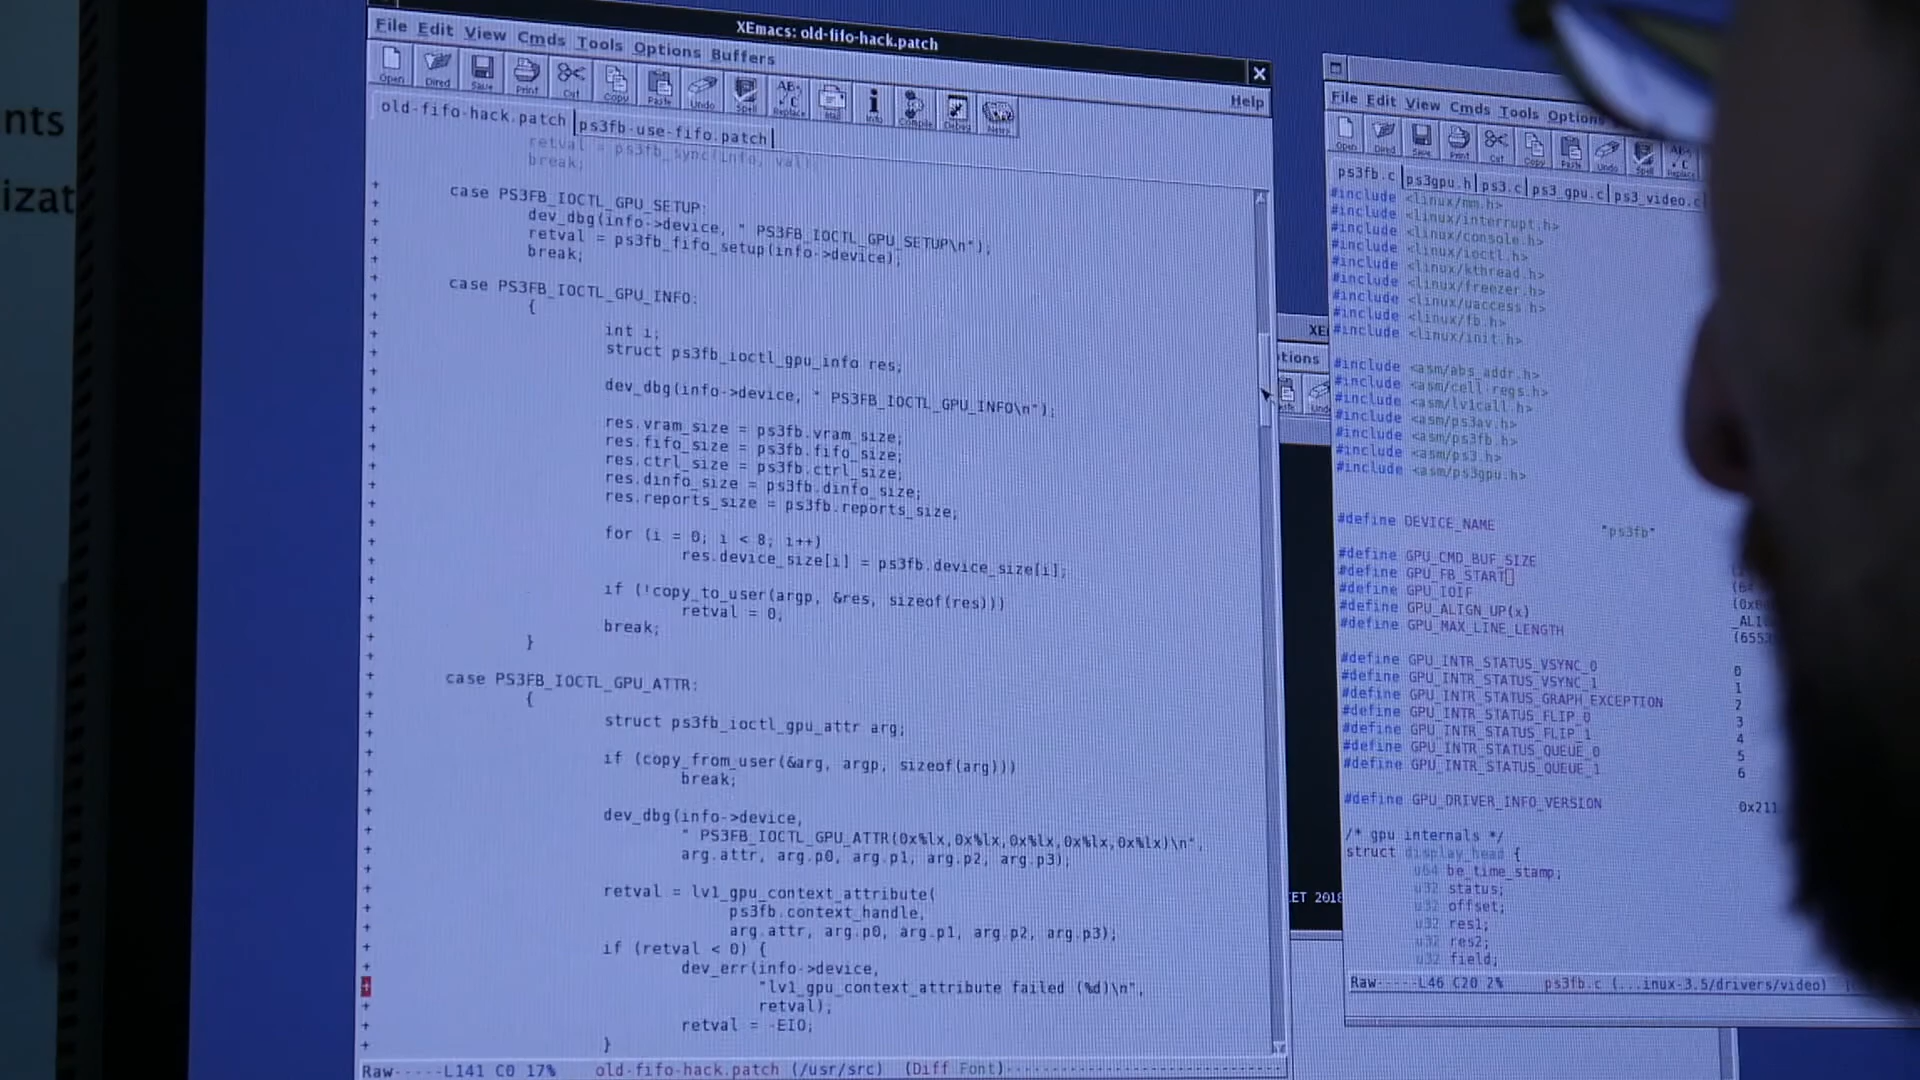 nts
izat
XEmacs: old-fifo-hack.patch
File Edit View Cmds Tools Options Buffers
Help
Open Dired Save Print Cut Copy Paste Undo Spell Replace Mail Info Compile Debug News
old-fifo-hack.patch ps3fb-use-fifo.patch
retval = ps3fb_sync(info, val)
break;
+
+ case PS3FB_IOCTL_GPU_SETUP:
+ dev_dbg(info->device, " PS3FB_IOCTL_GPU_SETUP\n");
+ retval = ps3fb_fifo_setup(info->device);
+ break;
+
+ case PS3FB_IOCTL_GPU_INFO:
+ {
+ int i;
+ struct ps3fb_ioctl_gpu_info res;
+
+ dev_dbg(info->device, " PS3FB_IOCTL_GPU_INFO\n");
+
+ res.vram_size = ps3fb.vram_size;
+ res.fifo_size = ps3fb.fifo_size;
+ res.ctrl_size = ps3fb.ctrl_size;
+ res.dinfo_size = ps3fb.dinfo_size;
+ res.reports_size = ps3fb.reports_size;
+
+ for (i = 0; i < 8; i++)
+ res.device_size[i] = ps3fb.device_size[i];
+
+ if (!copy_to_user(argp, &res, sizeof(res)))
+ retval = 0;
+ break;
+ }
+
+ case PS3FB_IOCTL_GPU_ATTR:
+ {
+ struct ps3fb_ioctl_gpu_attr arg;
+
+ if (copy_from_user(&arg, argp, sizeof(arg)))
+ break;
+
+ dev_dbg(info->device,
+ " PS3FB_IOCTL_GPU_ATTR(0x%lx,0x%lx,0x%lx,0x%lx,0x%lx)\n",
+ arg.attr, arg.p0, arg.p1, arg.p2, arg.p3);
+
+ retval = lv1_gpu_context_attribute(
+ ps3fb.context_handle,
+ arg.attr, arg.p0, arg.p1, arg.p2, arg.p3);
+ if (retval < 0) {
+ dev_err(info->device,
+ "lv1_gpu_context_attribute failed (%d)\n",
+ retval);
+ retval = -EIO;
+ }
Raw-----L141 C0 17% old-fifo-hack.patch (/usr/src) (Diff Font)
XE
tions
Und
ET 2018
File Edit View Cmds Tools Options
Open Dired Save Print Cut Copy Paste Undo Spell Replace
ps3fb.c ps3gpu.h ps3.c ps3_gpu.c ps3_video.c
#include <linux/mm.h>
#include <linux/interrupt.h>
#include <linux/console.h>
#include <linux/ioctl.h>
#include <linux/kthread.h>
#include <linux/freezer.h>
#include <linux/uaccess.h>
#include <linux/fb.h>
#include <linux/init.h>
#include <asm/abs_addr.h>
#include <asm/cell-regs.h>
#include <asm/lv1call.h>
#include <asm/ps3av.h>
#include <asm/ps3fb.h>
#include <asm/ps3.h>
#include <asm/ps3gpu.h>
#define DEVICE_NAME "ps3fb"
#define GPU_CMD_BUF_SIZE
#define GPU_FB_START
#define GPU_IOIF (0x0
#define GPU_ALIGN_UP(x) _ALI
#define GPU_MAX_LINE_LENGTH (6553
#define GPU_INTR_STATUS_VSYNC_0 0
#define GPU_INTR_STATUS_VSYNC_1 1
#define GPU_INTR_STATUS_GRAPH_EXCEPTION 2
#define GPU_INTR_STATUS_FLIP_0 3
#define GPU_INTR_STATUS_FLIP_1 4
#define GPU_INTR_STATUS_QUEUE_0 5
#define GPU_INTR_STATUS_QUEUE_1 6
#define GPU_DRIVER_INFO_VERSION 0x211
/* gpu internals */
struct display_head {
u64 be_time_stamp;
u32 status;
u32 offset;
u32 res1;
u32 res2;
u32 field;
Raw-----L46 C20 2% ps3fb.c (...inux-3.5/drivers/video)